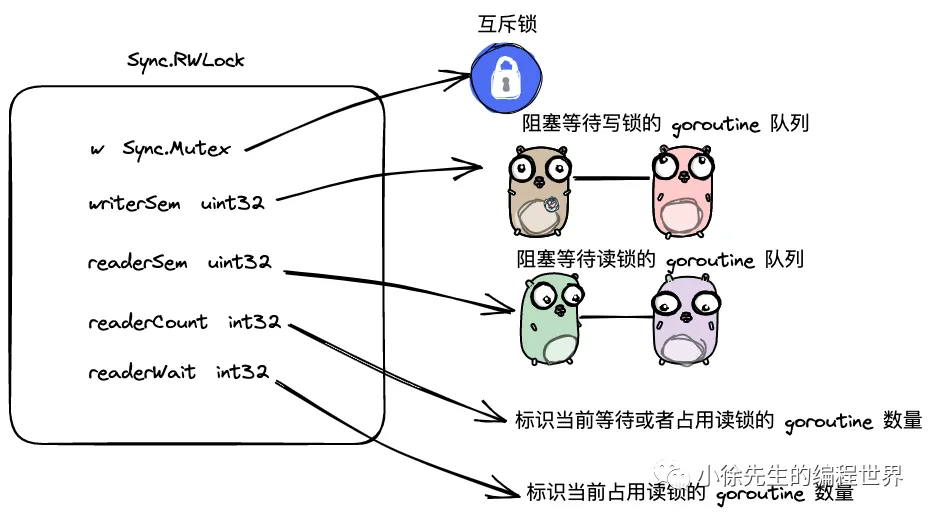 互斥锁
Sync.RWLock
阻塞等待写锁的 goroutine 队列
w Sync.Mutex
writerSem uint32
阻塞等待读锁的 goroutine 队列
readerSem uint32
readerCount int32
readerWait int32
标识当前等待或者占用读锁的 goroutine 数量
小徐先生的编程世界
标识当前占用读锁的 goroutine 数量